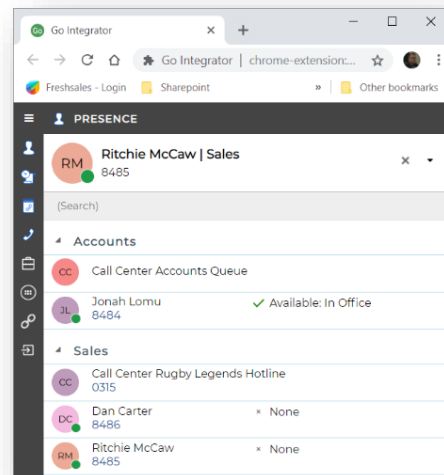 Go Integrator
Go Integrator | chrome-extension:...
Freshsales - Login Sharepoint » Other bookmarks
PRESENCE
RM Ritchie McCaw | Sales
8485
(Search)
Accounts
CC Call Center Accounts Queue
JL Jonah Lomu Available: In Office
8484
Sales
CC Call Center Rugby Legends Hotline
0315
DC Dan Carter × None
8486
RM Ritchie McCaw × None
8485